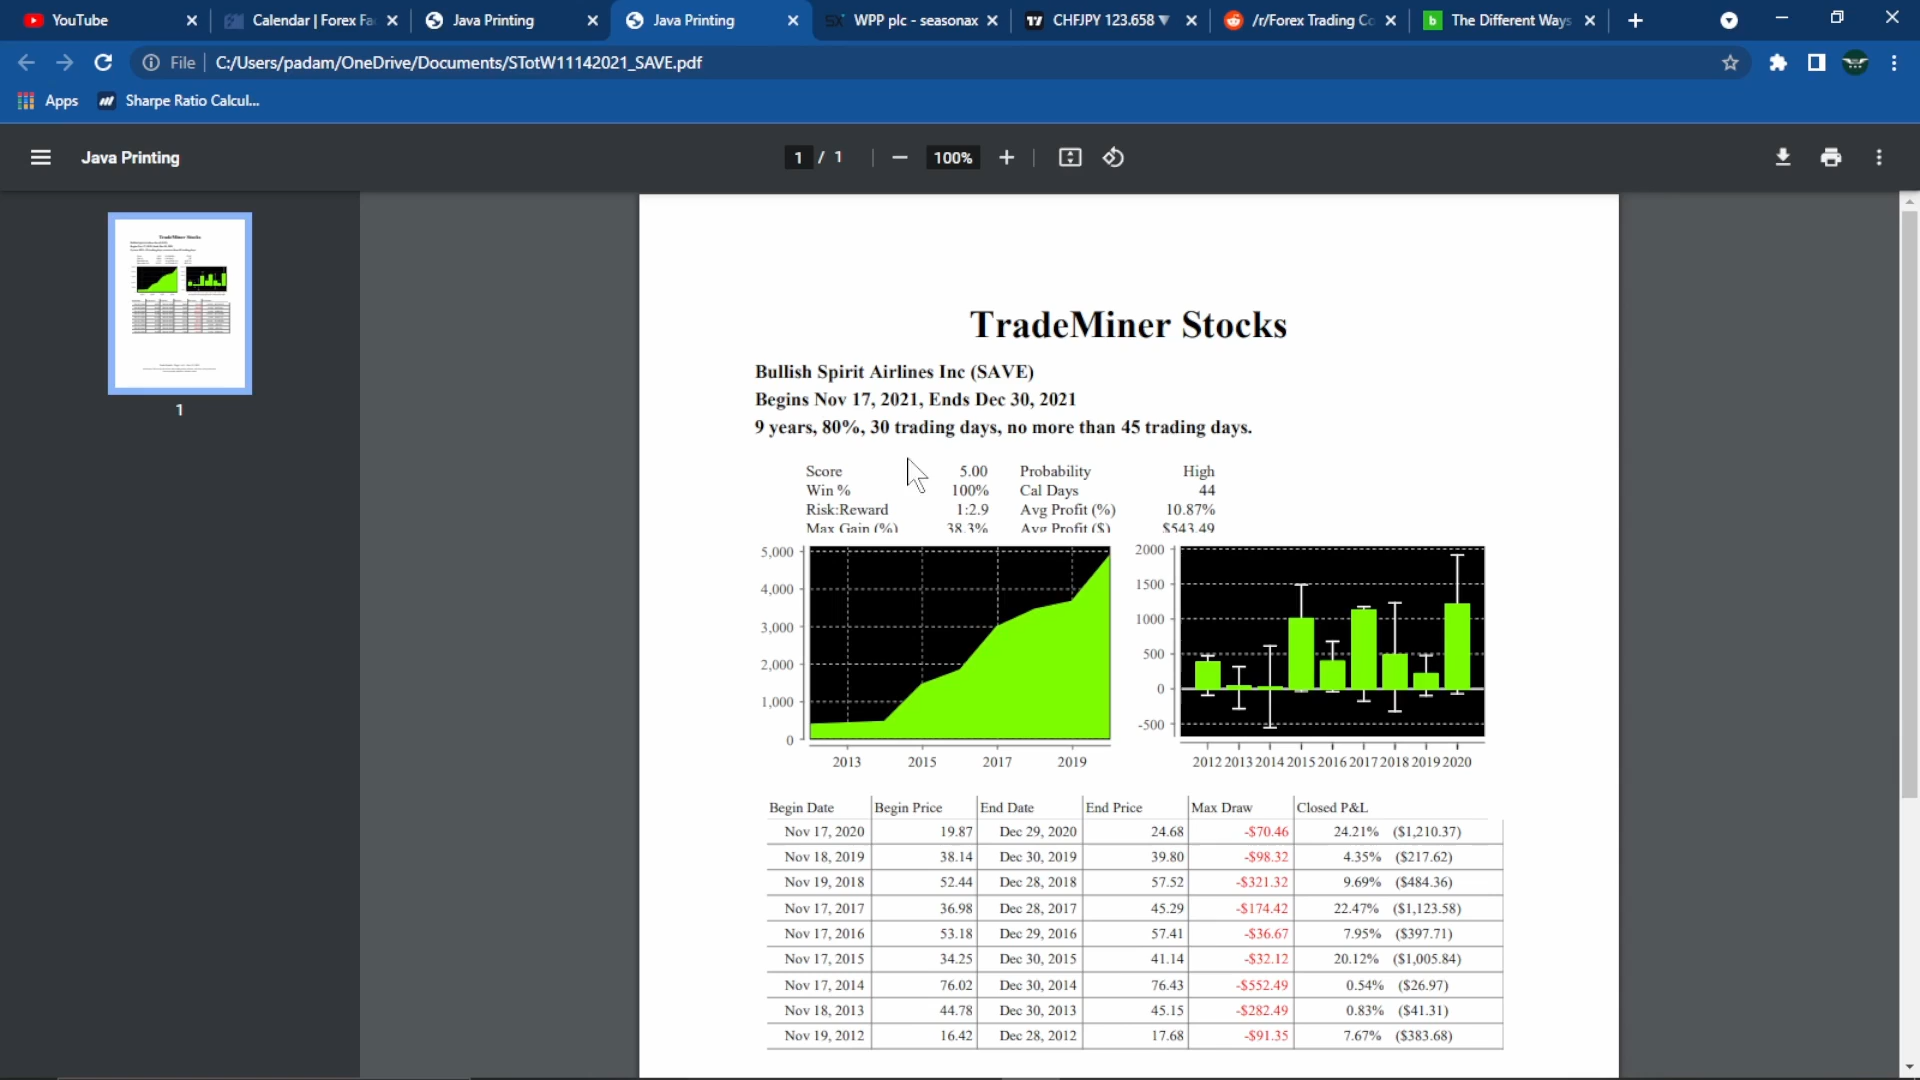 YouTube
Calendar | Forex Fa
Java Printing
Java Printing
WPP plc - seasonax
CHFJPY 123.658 ▼
/r/Forex Trading Co
The Different Ways
File
C:/Users/padam/OneDrive/Documents/STotW11142021_SAVE.pdf
Apps
Sharpe Ratio Calcul...
Java Printing
1 / 1
100%
1
TradeMiner Stocks
Bullish Spirit Airlines Inc (SAVE)
Begins Nov 17, 2021, Ends Dec 30, 2021
9 years, 80%, 30 trading days, no more than 45 trading days.
Score 5.00 Probability High
Win % 100% Cal Days 44
Risk:Reward 1:2.9 Avg Profit (%) 10.87%
Max Gain (%) 38.3% Avg Profit ($) $543.49
5,000
4,000
3,000
2,000
1,000
0
2013 2015 2017 2019
2000
1500
1000
500
0
-500
2012 2013 2014 2015 2016 2017 2018 2019 2020
Begin Date Begin Price End Date End Price Max Draw Closed P&L
Nov 17, 2020 19.87 Dec 29, 2020 24.68 -$70.46 24.21% ($1,210.37)
Nov 18, 2019 38.14 Dec 30, 2019 39.80 -$98.32 4.35% ($217.62)
Nov 19, 2018 52.44 Dec 28, 2018 57.52 -$321.32 9.69% ($484.36)
Nov 17, 2017 36.98 Dec 28, 2017 45.29 -$174.42 22.47% ($1,123.58)
Nov 17, 2016 53.18 Dec 29, 2016 57.41 -$36.67 7.95% ($397.71)
Nov 17, 2015 34.25 Dec 30, 2015 41.14 -$32.12 20.12% ($1,005.84)
Nov 17, 2014 76.02 Dec 30, 2014 76.43 -$552.49 0.54% ($26.97)
Nov 18, 2013 44.78 Dec 30, 2013 45.15 -$282.49 0.83% ($41.31)
Nov 19, 2012 16.42 Dec 28, 2012 17.68 -$91.35 7.67% ($383.68)